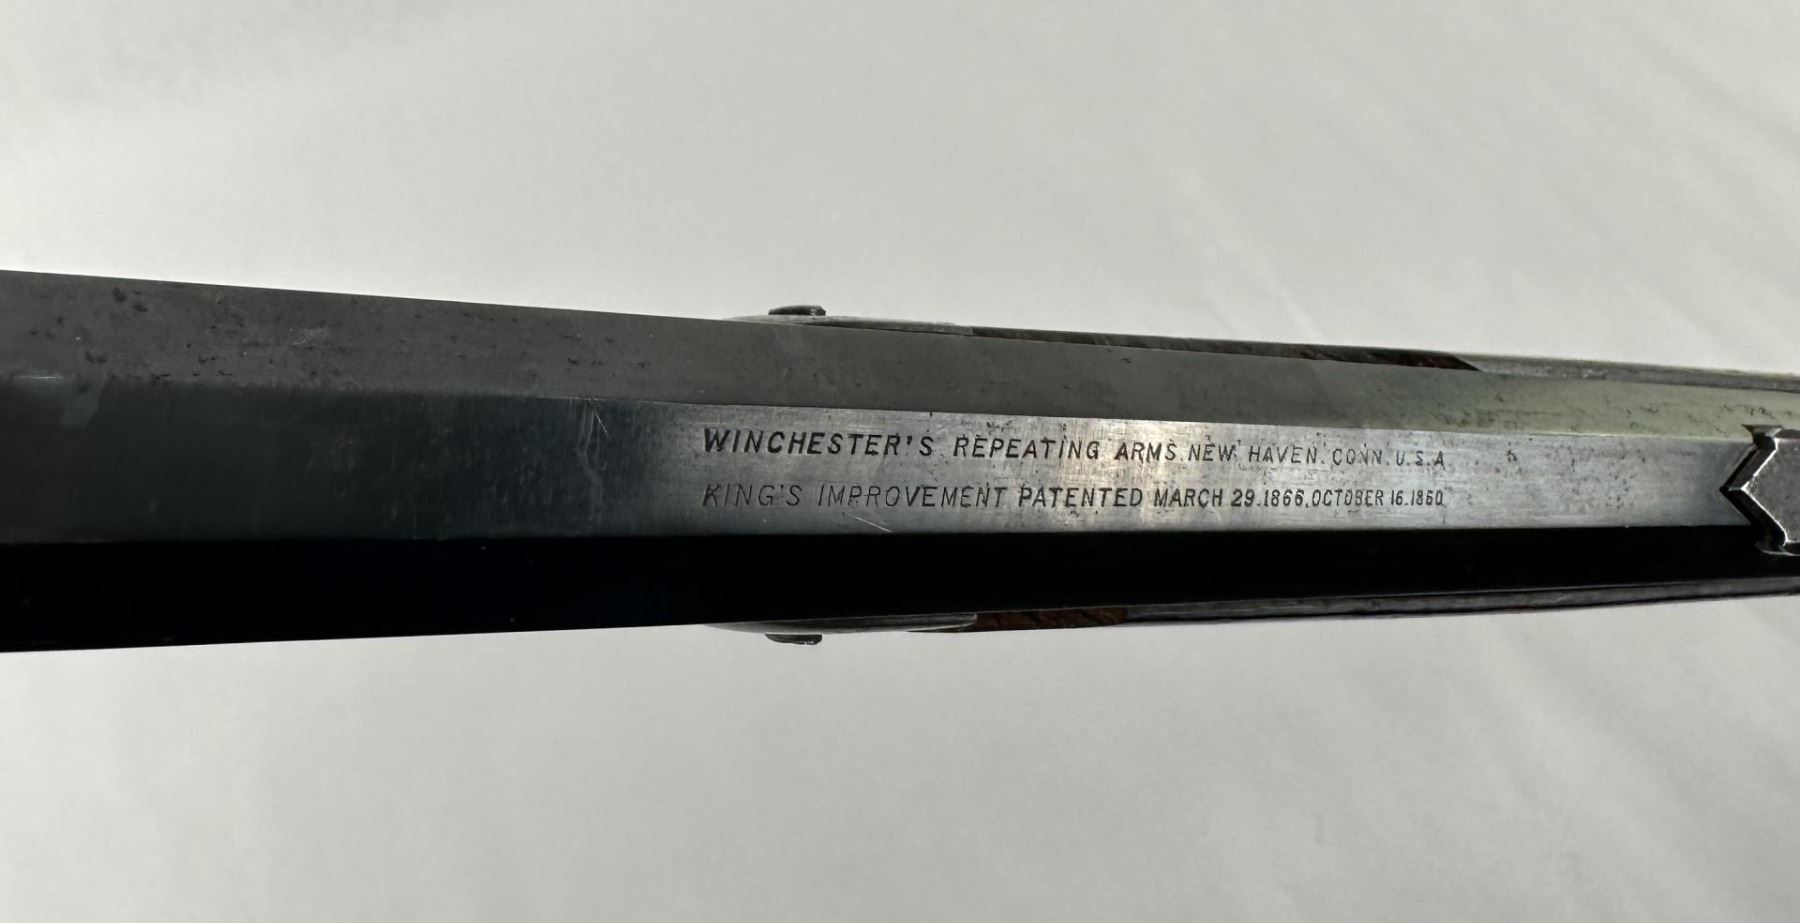 WINCHESTER'S REPEATING ARMS. NEW HAVEN. CONN. U.S.A
KING'S IMPROVEMENT PATENTED MARCH 29.1866. OCTOBER 16.1860